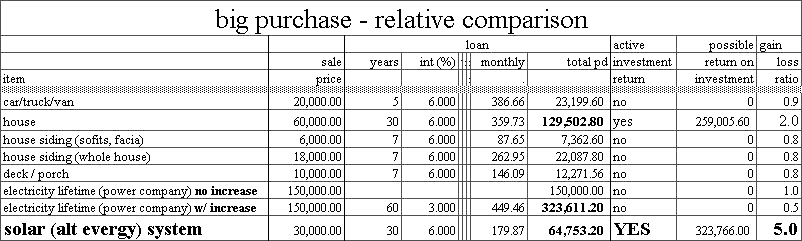 big purchase - relative comparison
loan active possible gain
sale years int (%) monthly total pd investment return on loss
item price return investment ratio
car/truck/van 20,000.00 5 6.000 386.66 23,199.60 no 0 0.9
house 60,000.00 30 6.000 359.73 129,502.80 yes 259,005.60 2.0
house siding (sofits, facia) 6,000.00 7 6.000 87.65 7,362.60 no 0 0.8
house siding (whole house) 18,000.00 7 6.000 262.95 22,087.80 no 0 0.8
deck / porch 10,000.00 7 6.000 146.09 12,271.56 no 0 0.8
electricity lifetime (power company) no increase 150,000.00 150,000.00 no 0 1.0
electricity lifetime (power company) w/ increase 150,000.00 60 3.000 449.46 323,611.20 no 0 0.5
solar (alt evergy) system 30,000.00 30 6.000 179.87 64,753.20 YES 323,766.00 5.0